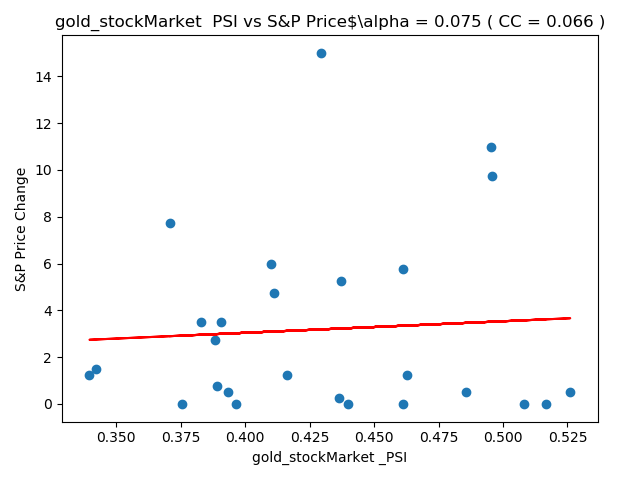 gold_stockMarket  PSI vs S&P Price$\alpha = 0.075 ( CC = 0.066 )
14
12
10
8
6
4
2
0
S&P Price Change
0.350 0.375 0.400 0.425 0.450 0.475 0.500 0.525
gold_stockMarket _PSI